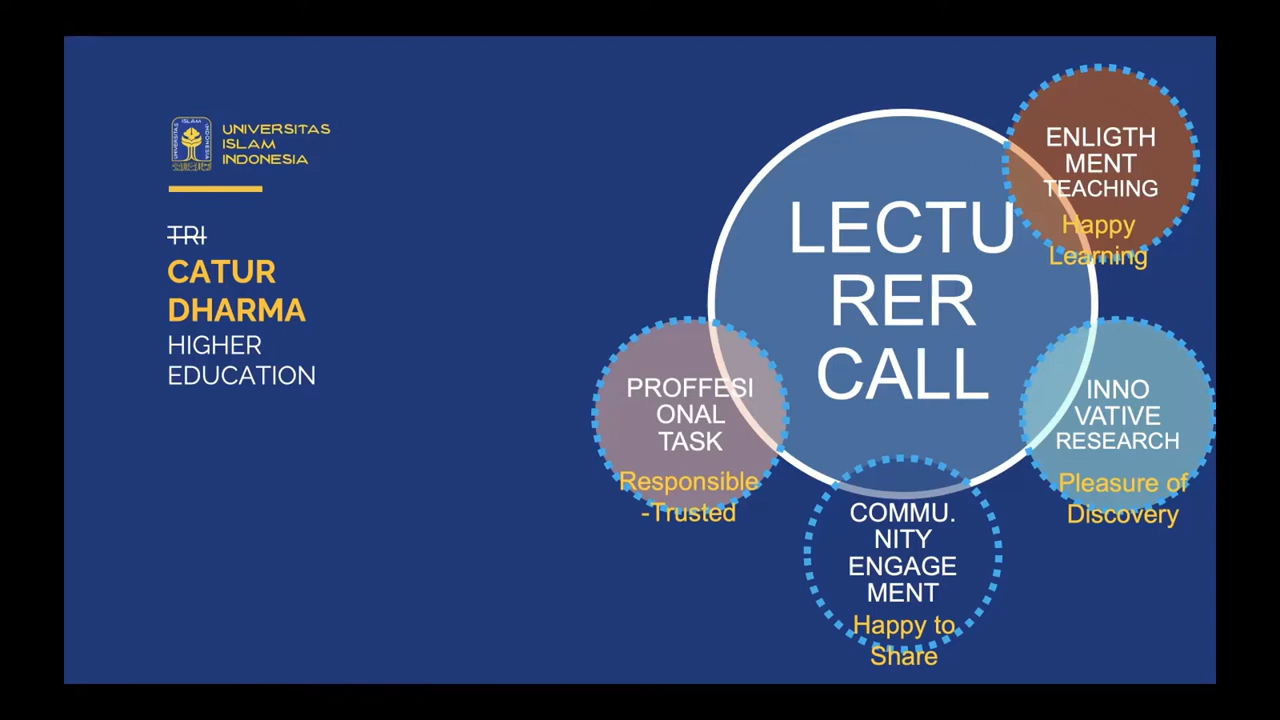 UNIVERSITAS
ISLAM
INDONESIA
TRI
CATUR
DHARMA
HIGHER
EDUCATION
LECTU
RER
CALL
ENLIGTH
MENT
TEACHING
Happy
Learning
INNO
VATIVE
RESEARCH
Pleasure of
Discovery
COMMU.
NITY
ENGAGE
MENT
Happy to
Share
PROFFESI
ONAL
TASK
Responsible
-Trusted